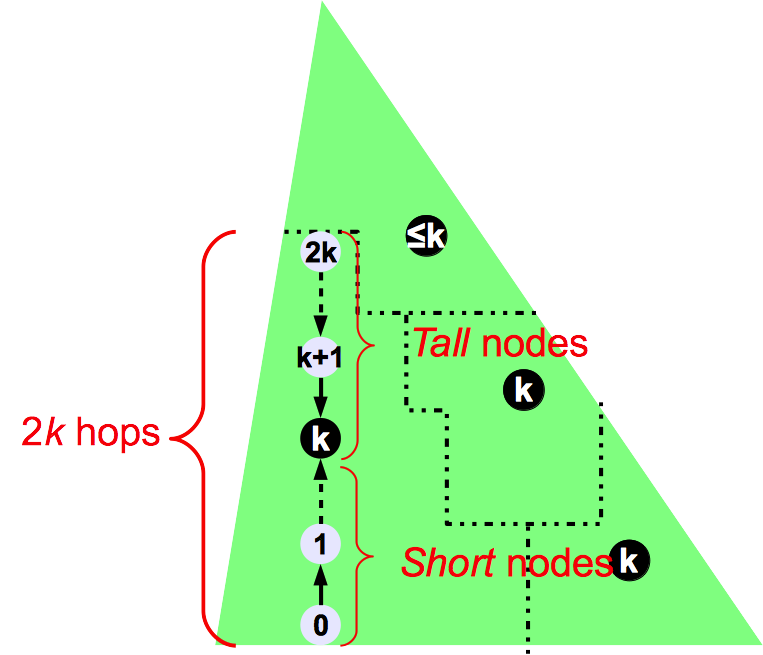 ≤k
2k
Tall nodes
k+1
k
2k hops
k
1
Short nodes
k
0